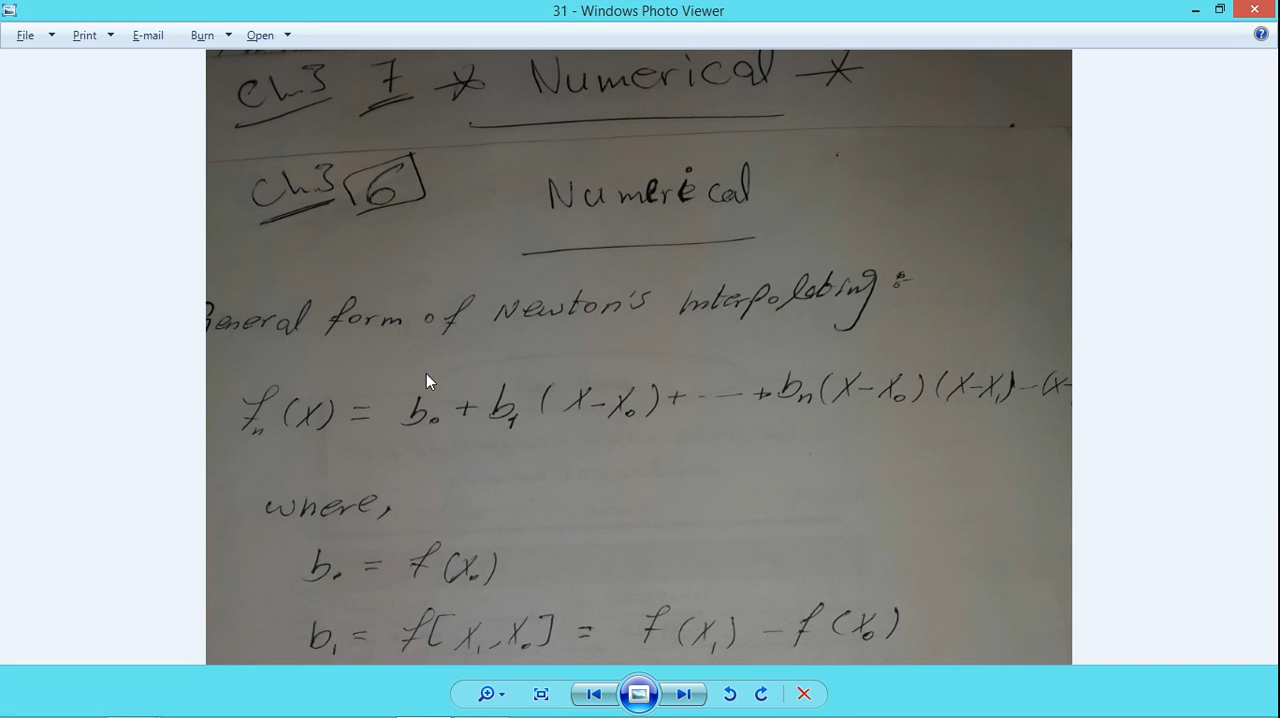 31 - Windows Photo Viewer
File Print E-mail Burn Open
Ch3 7 * Numerical *
Ch3 6 Numerical
General form of Newton's Interpolating :-
fₙ(x) = b₀ + b₁ (x-x₀) + ---- + bₙ(x-x₀) (x-x₁) -- (x-
where,
b₀ = f(x₀)
b₁ = f[x₁, x₀] = f(x₁) - f(x₀)